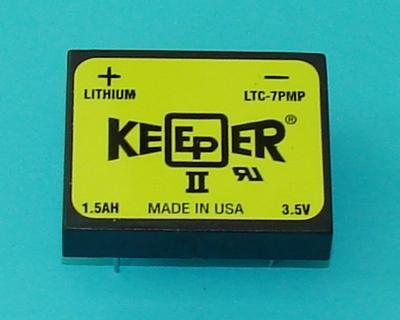 + −
LITHIUM LTC-7PMP
KEEPER®
II
1.5AH MADE IN USA 3.5V